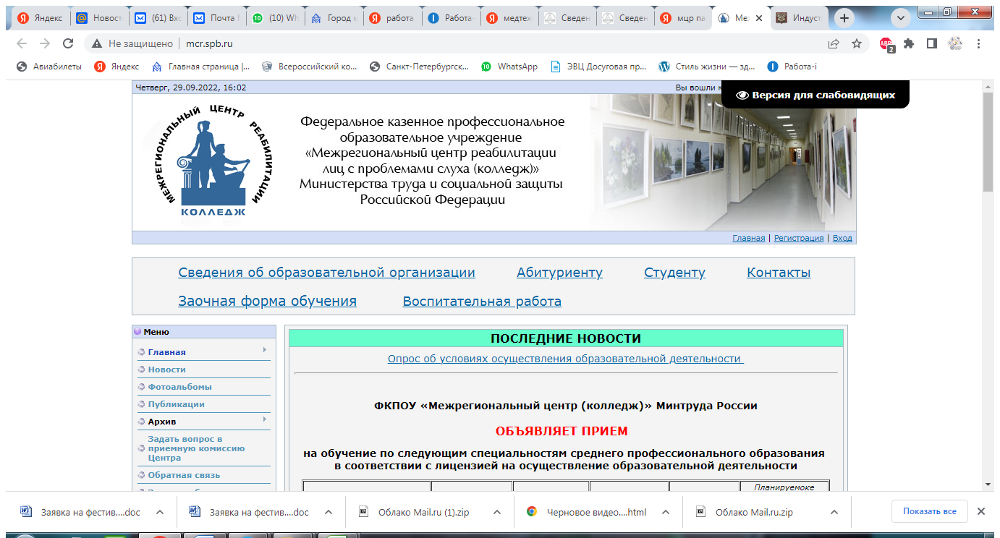 Яндекс
Новост
(61) Вхо
Почта М
(10) Wh
Город м
работа
Работа-
медтех
Сведен
Сведен
мцр па
Ме
Индуст
Не защищено
mcr.spb.ru
Авиабилеты
Яндекс
Главная страница |...
Всероссийский ко...
Санкт-Петербургск...
WhatsApp
ЭВЦ Досуговая пр...
Стиль жизни — зд...
Работа-i
Четверг, 29.09.2022, 16:02
Вы вошли к
Версия для слабовидящих
МЕЖРЕГИОНАЛЬНЫЙ ЦЕНТР РЕАБИЛИТАЦИИ
КОЛЛЕДЖ
Федеральное казенное профессиональное
образовательное учреждение
«Межрегиональный центр реабилитации
лиц с проблемами слуха (колледж)»
Министерства труда и социальной защиты
Российской Федерации
Главная | Регистрация | Вход
Сведения об образовательной организации Абитуриенту Студенту Контакты
Заочная форма обучения Воспитательная работа
Меню
Главная
Новости
Фотоальбомы
Публикации
Архив
Задать вопрос в
приемную комиссию
Центра
Обратная связь
ПОСЛЕДНИЕ НОВОСТИ
Опрос об условиях осуществления образовательной деятельности
ФКПОУ «Межрегиональный центр (колледж)» Минтруда России
ОБЪЯВЛЯЕТ ПРИЕМ
на обучение по следующим специальностям среднего профессионального образования
в соответствии с лицензией на осуществление образовательной деятельности
Планируемоке
Заявка на фестив....doc
Заявка на фестив....doc
Облако Mail.ru (1).zip
Черновое видео....html
Облако Mail.ru.zip
Показать все